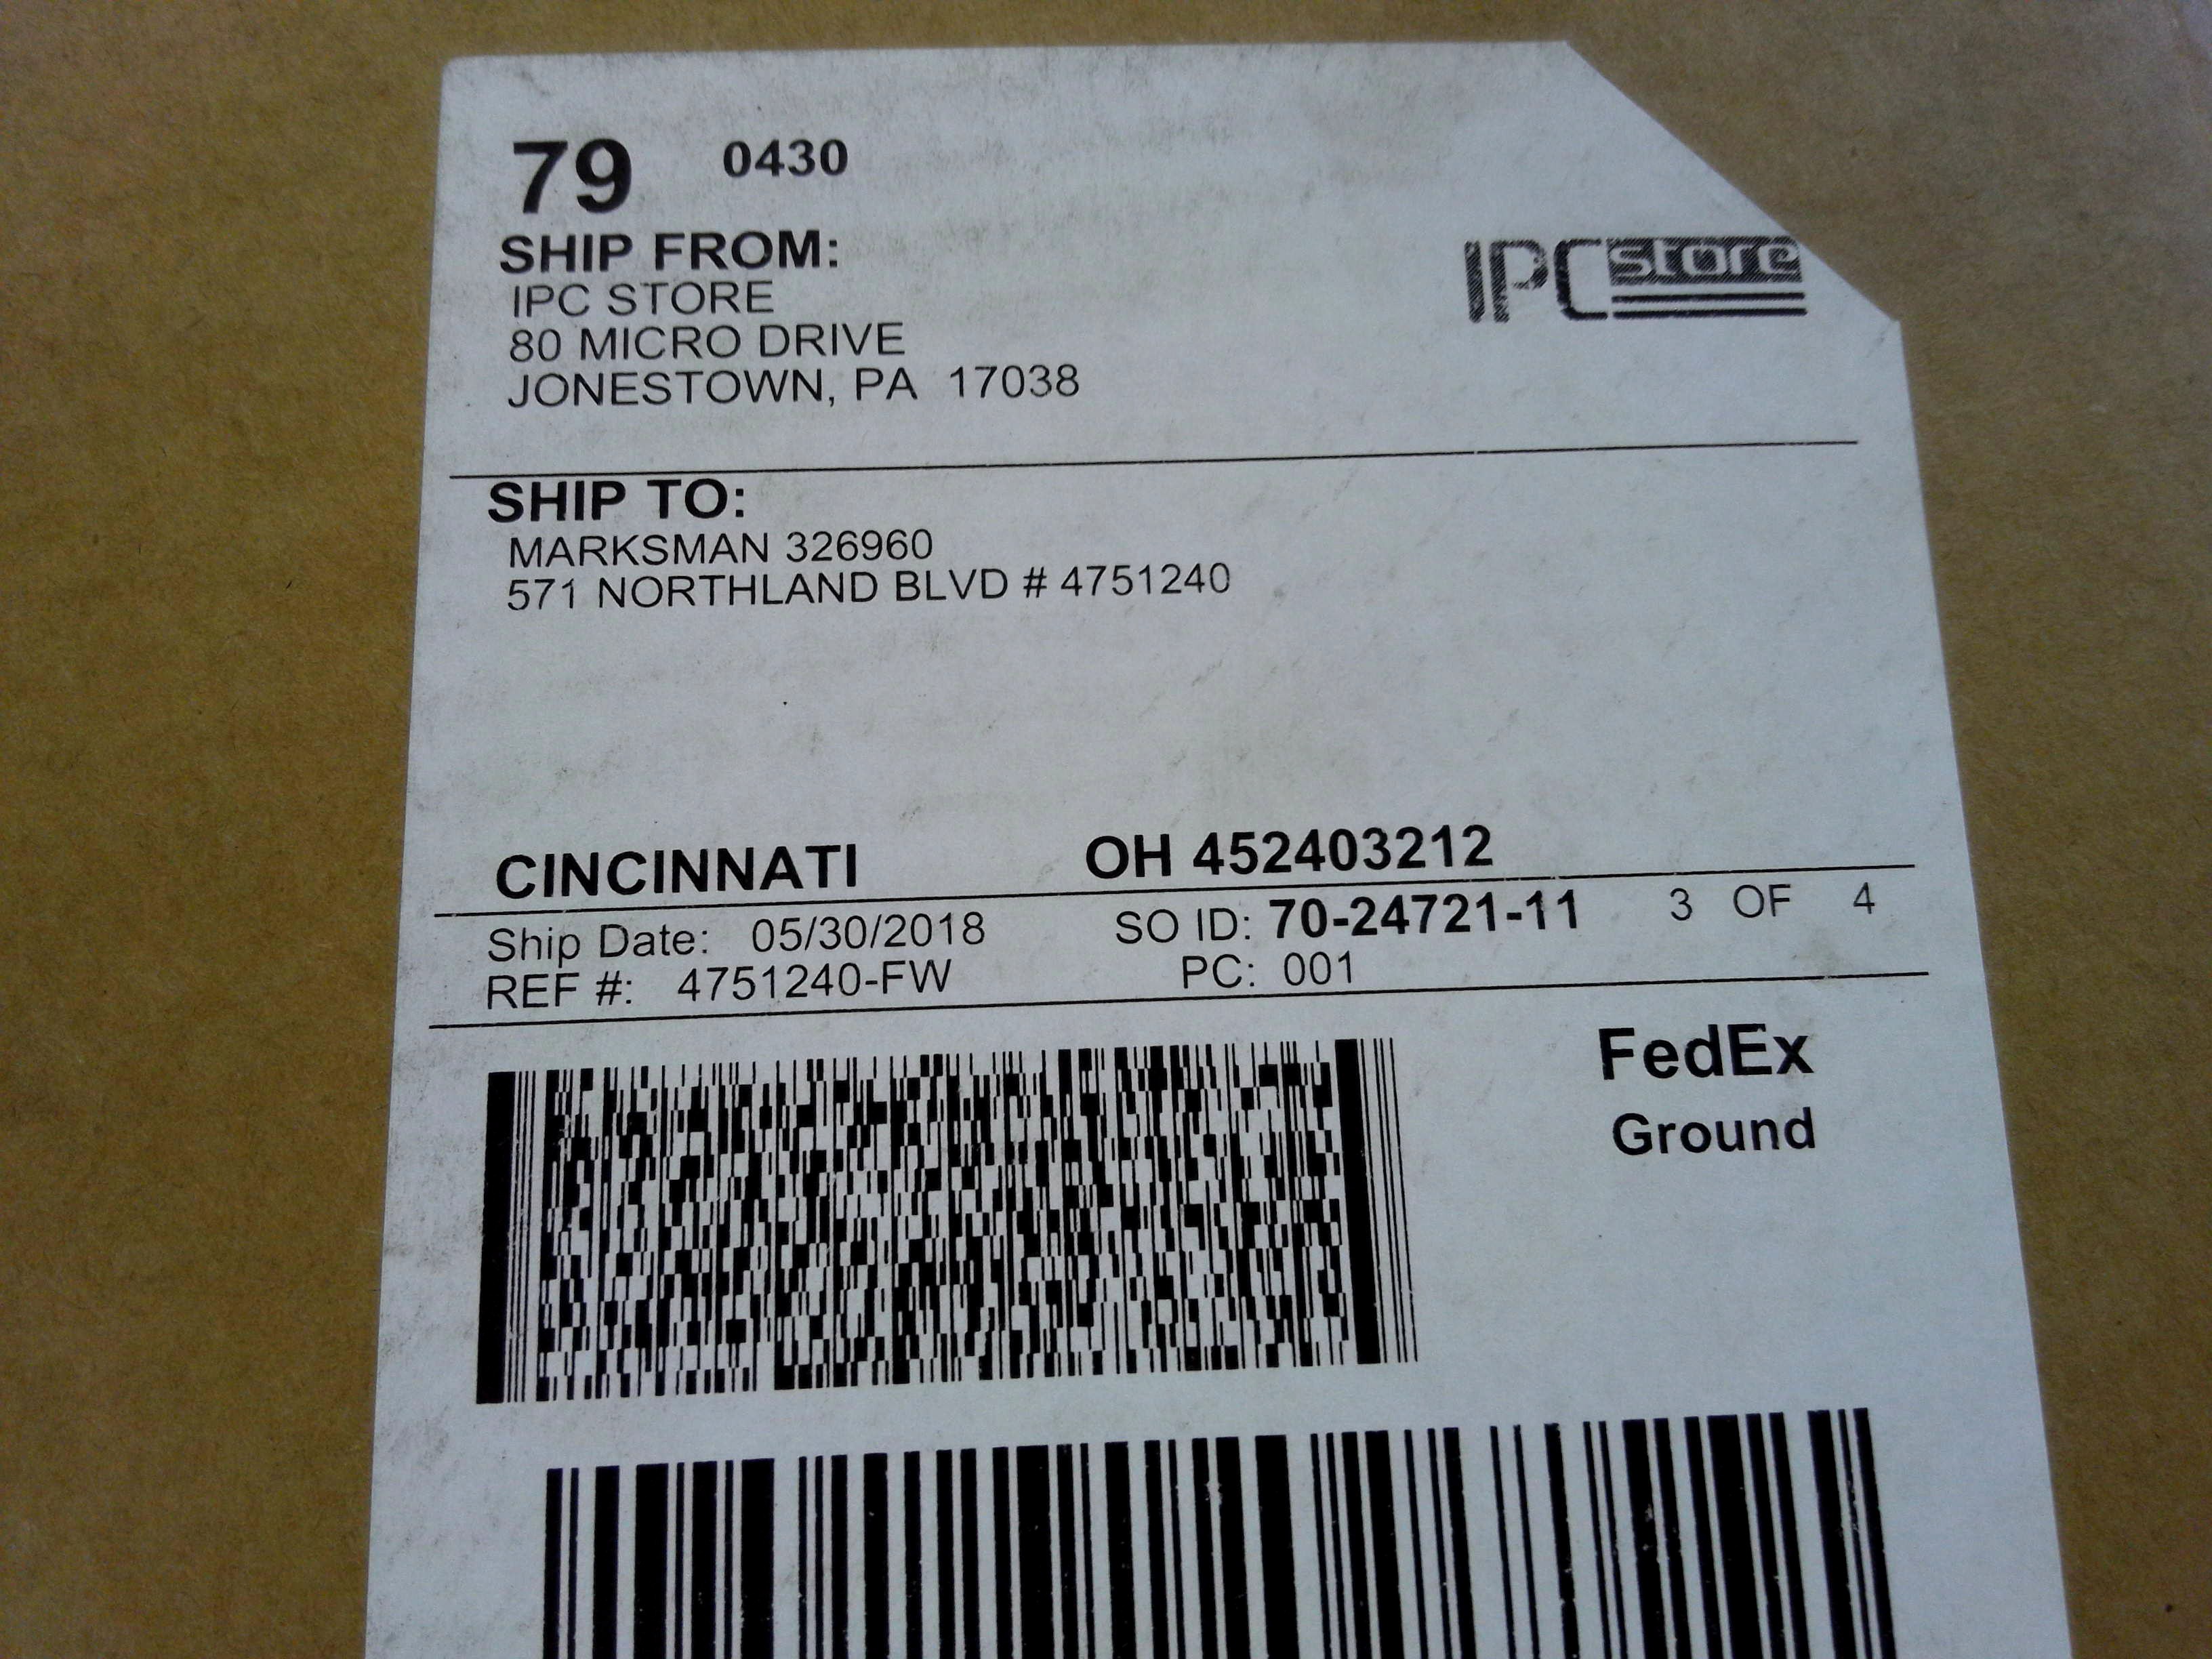 79 0430
SHIP FROM:
IPC STORE
80 MICRO DRIVE
JONESTOWN, PA 17038
IPC store
SHIP TO:
MARKSMAN 326960
571 NORTHLAND BLVD # 4751240
CINCINNATI OH 452403212
Ship Date: 05/30/2018 SO ID: 70-24721-11 3 OF 4
REF #: 4751240-FW PC: 001
FedEx
Ground